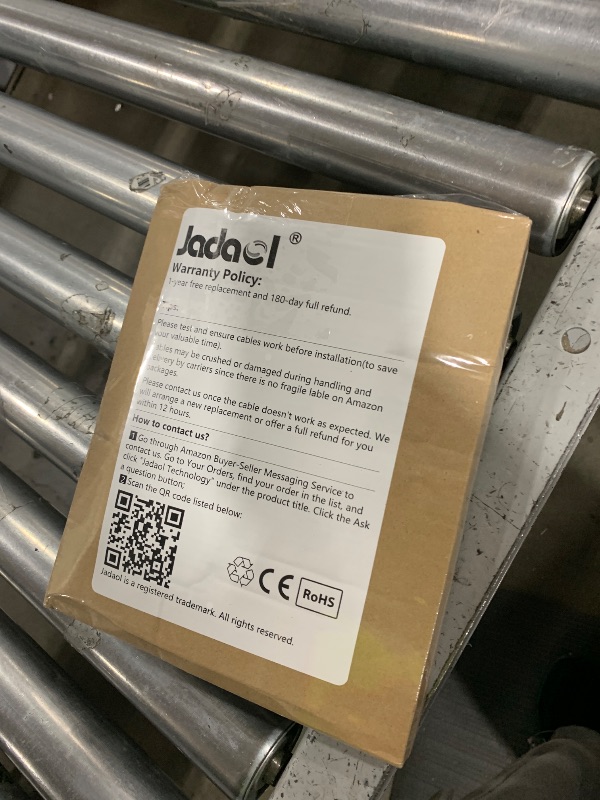 Jadaol ®
Warranty Policy:
1-year free replacement and 180-day full refund.
Please test and ensure cables work before installation(to save
your valuable time).
may be crushed or damaged during handling and
by carriers since there is no fragile lable on Amazon
packages.
Please contact us once the cable doesn't work as expected. We
will arrange a new replacement or offer a full refund for you
within 12 hours.
How to contact us?
1 Go through Amazon Buyer-Seller Messaging Service to
contact us. Go to Your Orders, find your order in the list, and
click "Jadaol Technology" under the product title. Click the Ask
a question button;
2 Scan the QR code listed below:
CE
RoHS
Jadaol is a registered trademark. All rights reserved.